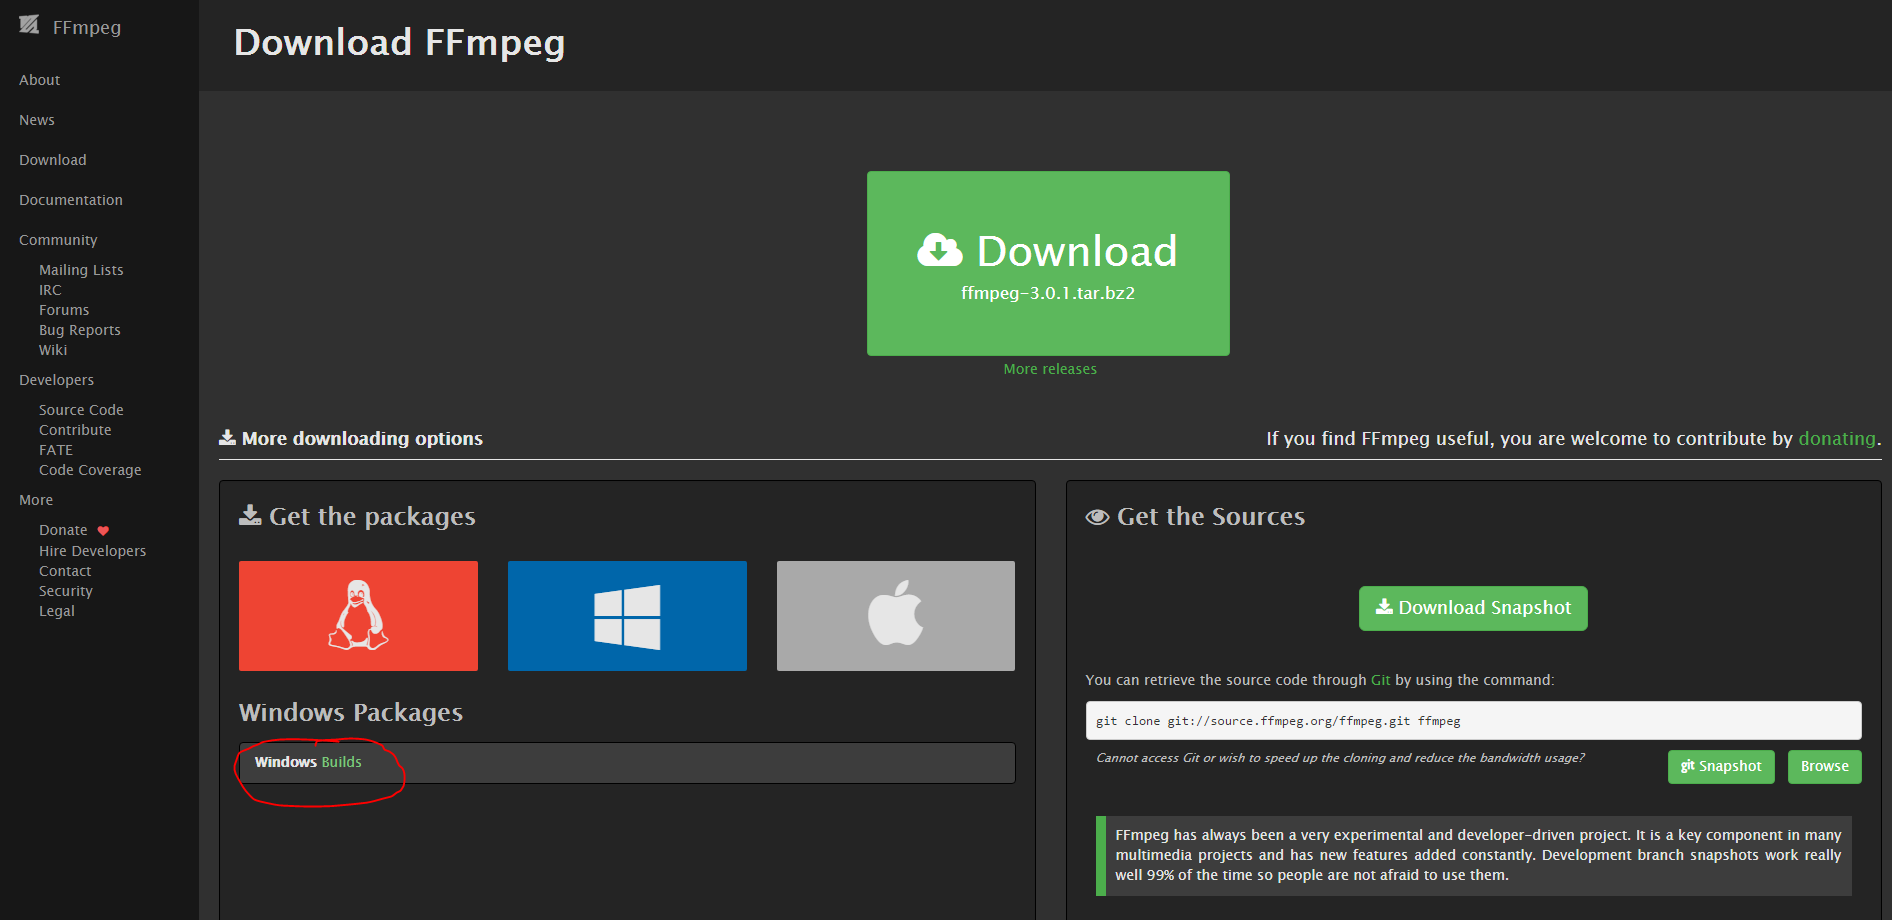 FFmpeg
About
News
Download
Documentation
Community
Mailing Lists
IRC
Forums
Bug Reports
Wiki
Developers
Source Code
Contribute
FATE
Code Coverage
More
Donate
Hire Developers
Contact
Security
Legal
Download FFmpeg
Download
ffmpeg-3.0.1.tar.bz2
More releases
More downloading options
If you find FFmpeg useful, you are welcome to contribute by donating.
Get the packages
Windows Packages
Windows Builds
Get the Sources
Download Snapshot
You can retrieve the source code through Git by using the command:
git clone git://source.ffmpeg.org/ffmpeg.git ffmpeg
Cannot access Git or wish to speed up the cloning and reduce the bandwidth usage?
git Snapshot
Browse
FFmpeg has always been a very experimental and developer-driven project. It is a key component in many
multimedia projects and has new features added constantly. Development branch snapshots work really
well 99% of the time so people are not afraid to use them.